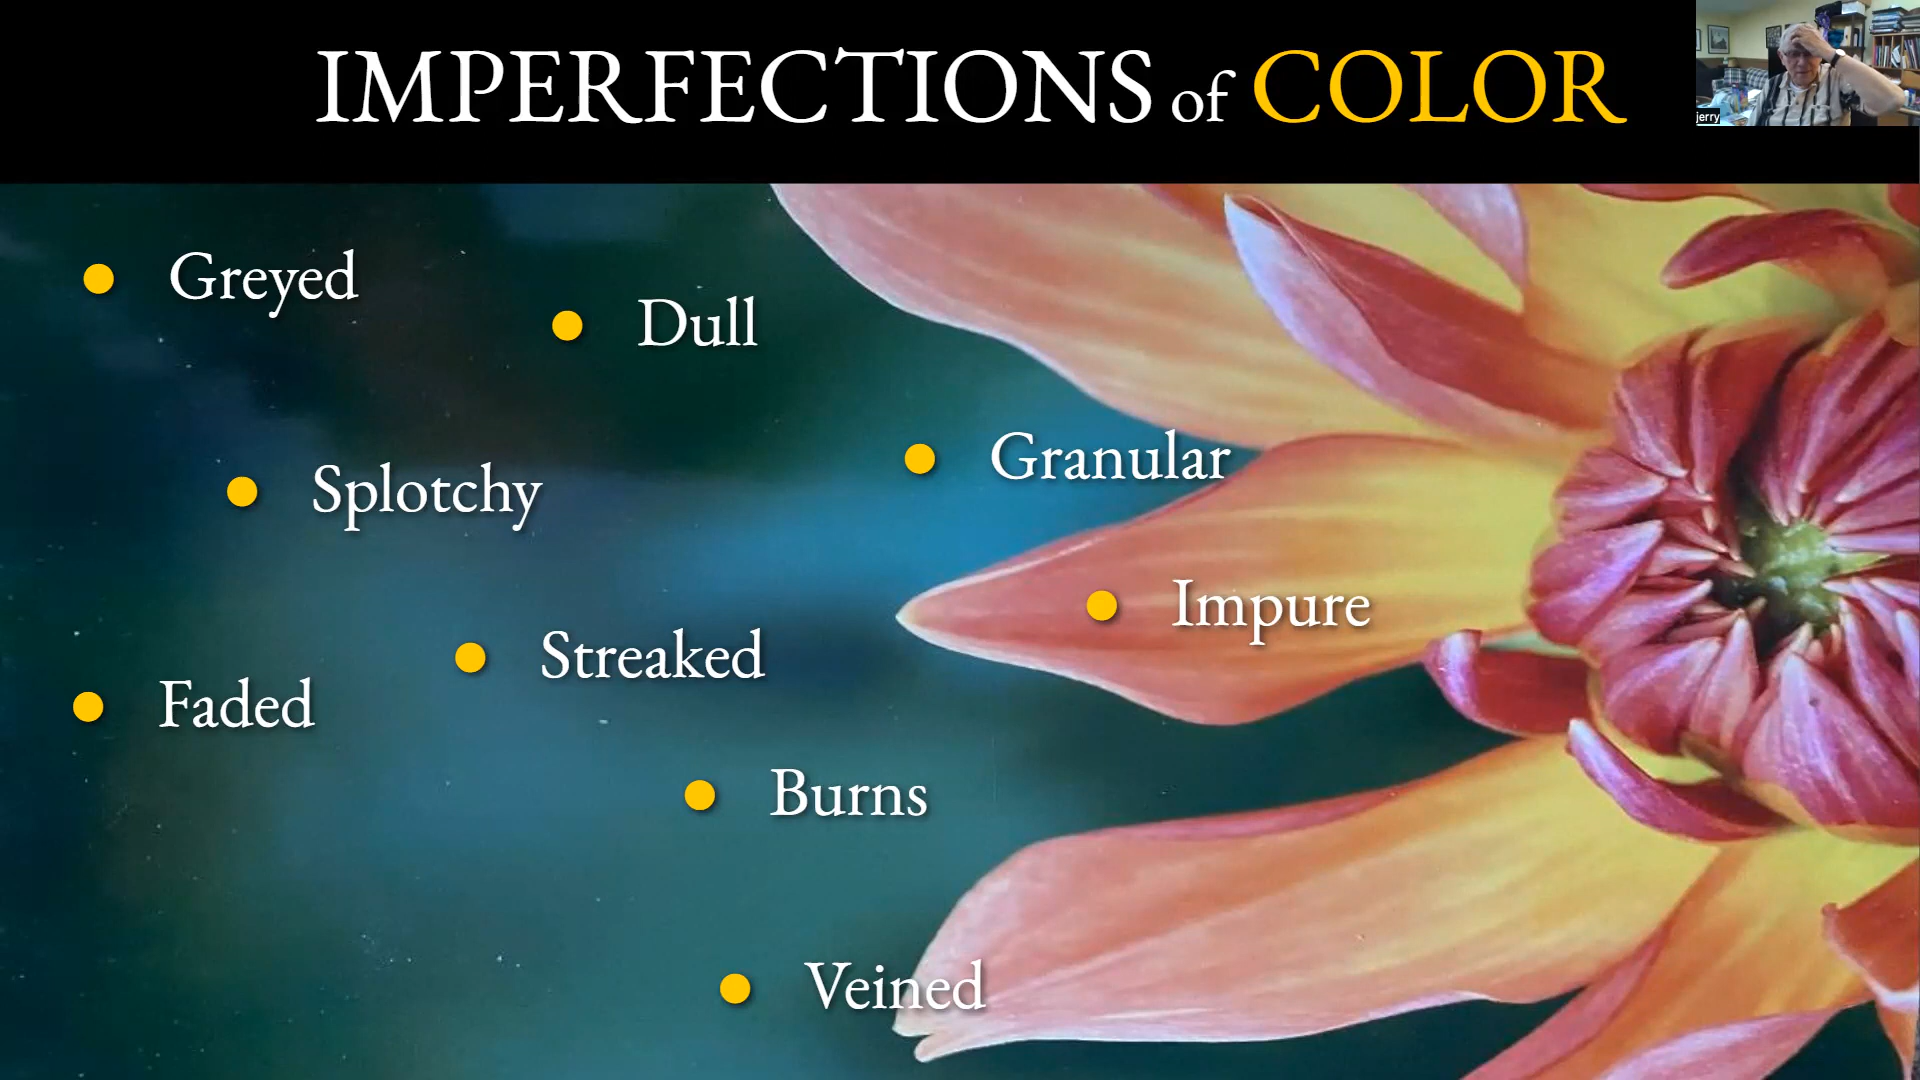 IMPERFECTIONS of COLOR
jerry
Greyed
Dull
Granular
Splotchy
Impure
Streaked
Faded
Burns
Veined